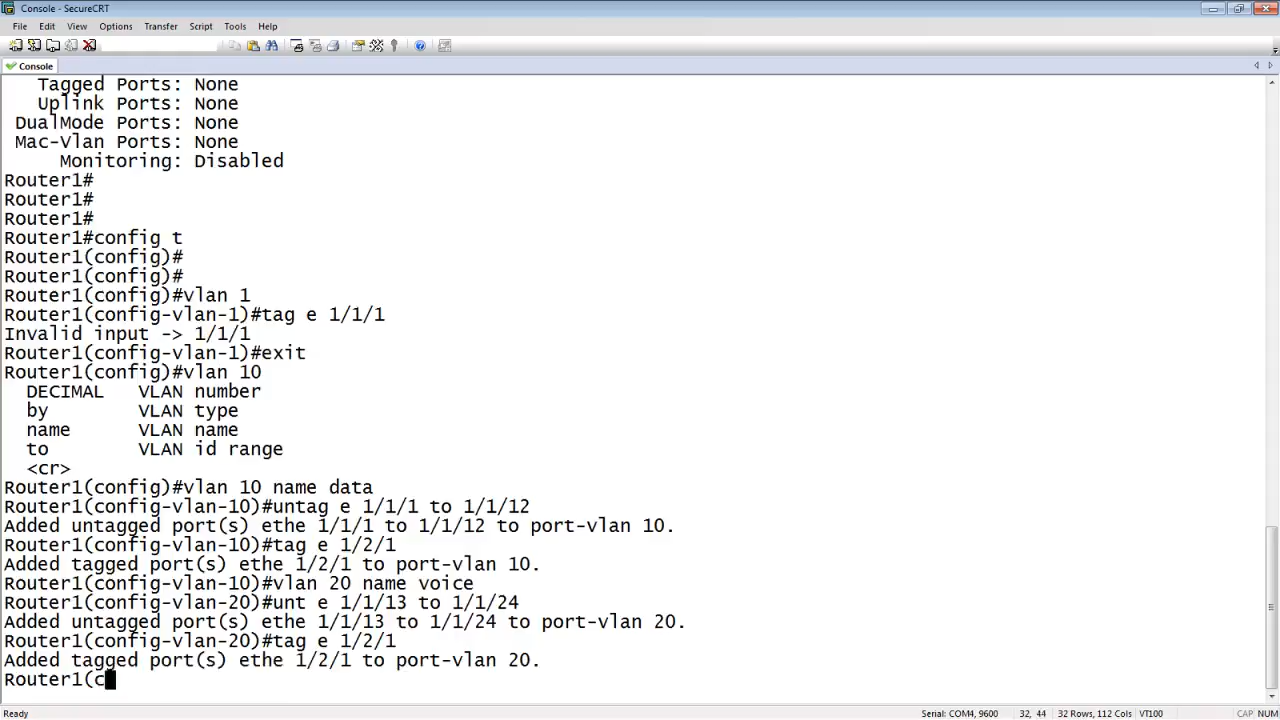 Console - SecureCRT
File Edit View Options Transfer Script Tools Help
Console
Tagged Ports: None
Uplink Ports: None
DualMode Ports: None
Mac-Vlan Ports: None
Monitoring: Disabled
Router1#
Router1#
Router1#
Router1#config t
Router1(config)#
Router1(config)#
Router1(config)#vlan 1
Router1(config-vlan-1)#tag e 1/1/1
Invalid input -> 1/1/1
Router1(config-vlan-1)#exit
Router1(config)#vlan 10
DECIMAL VLAN number
by VLAN type
name VLAN name
to VLAN id range
<cr>
Router1(config)#vlan 10 name data
Router1(config-vlan-10)#untag e 1/1/1 to 1/1/12
Added untagged port(s) ethe 1/1/1 to 1/1/12 to port-vlan 10.
Router1(config-vlan-10)#tag e 1/2/1
Added tagged port(s) ethe 1/2/1 to port-vlan 10.
Router1(config-vlan-10)#vlan 20 name voice
Router1(config-vlan-20)#unt e 1/1/13 to 1/1/24
Added untagged port(s) ethe 1/1/13 to 1/1/24 to port-vlan 20.
Router1(config-vlan-20)#tag e 1/2/1
Added tagged port(s) ethe 1/2/1 to port-vlan 20.
Router1(c
Ready Serial: COM4, 9600 32, 44 32 Rows, 112 Cols VT100 CAP NUM